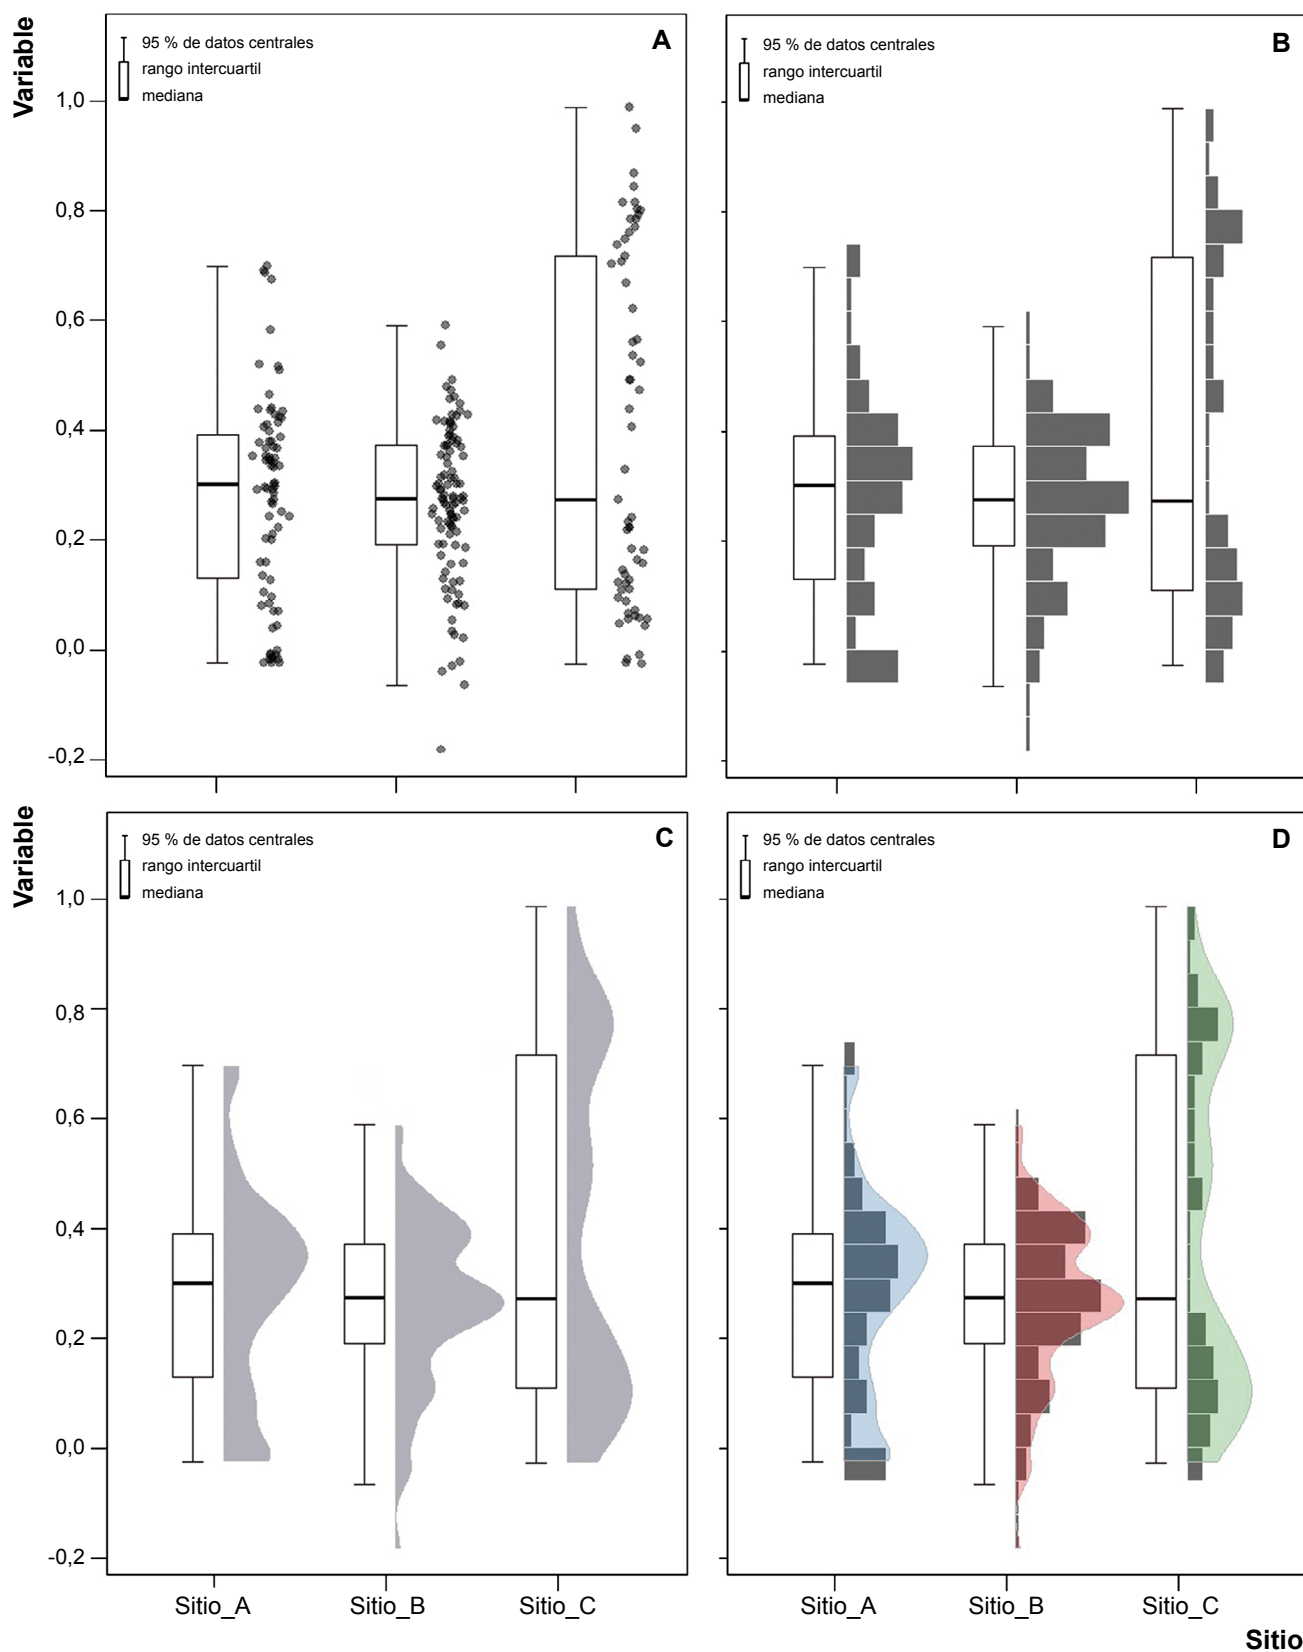 Variable
A
95 % de datos centrales
rango intercuartil
mediana
1,0
0,8
0,6
0,4
0,2
0,0
-0,2
B
95 % de datos centrales
rango intercuartil
mediana
Variable
C
95 % de datos centrales
rango intercuartil
mediana
1,0
0,8
0,6
0,4
0,2
0,0
-0,2
Sitio_A
Sitio_B
Sitio_C
D
95 % de datos centrales
rango intercuartil
mediana
Sitio_A
Sitio_B
Sitio_C
Sitio